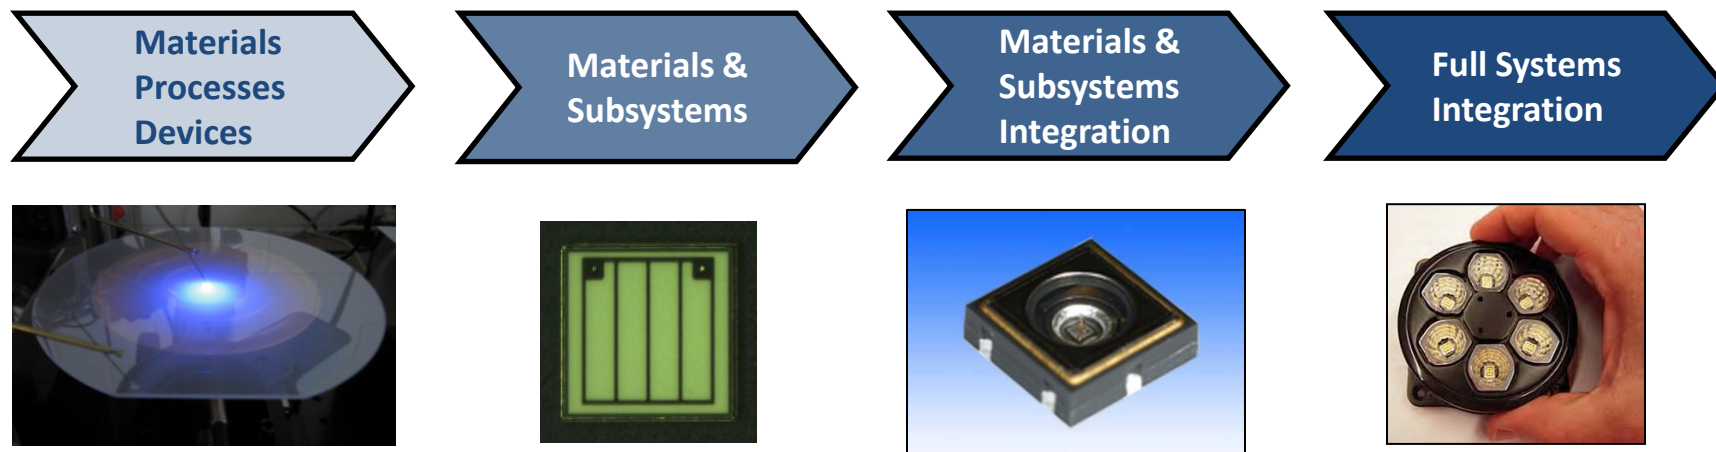 Materials
Processes
Devices
Materials &
Subsystems
Materials &
Subsystems
Integration
Full Systems
Integration